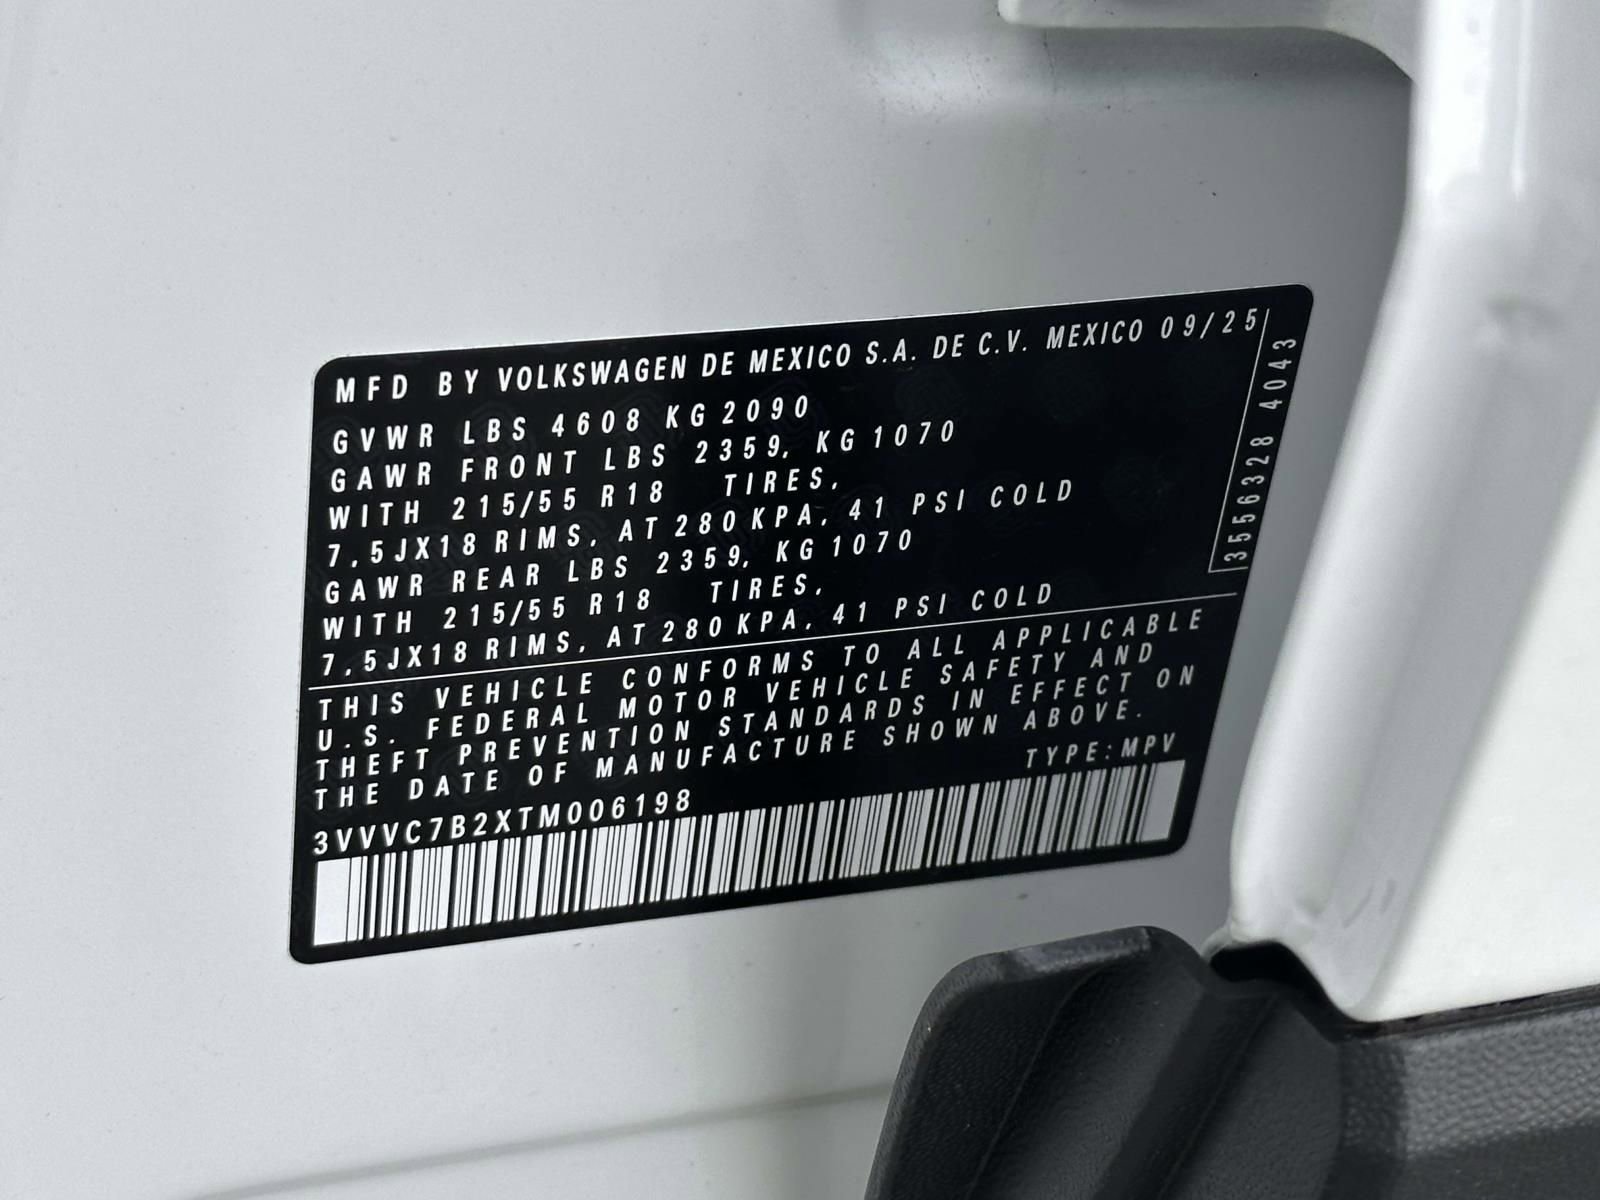 MFD BY VOLKSWAGEN DE MEXICO S.A. DE C.V. MEXICO 09/25
GVWR LBS 4608 KG 2090
GAWR FRONT LBS 2359, KG 1070
WITH 215/55 R18 TIRES,
7,5JX18 RIMS, AT 280 KPA, 41 PSI COLD
GAWR REAR LBS 2359, KG 1070
WITH 215/55 R18 TIRES,
7,5JX18 RIMS, AT 280 KPA, 41 PSI COLD
THIS VEHICLE CONFORMS TO ALL APPLICABLE
U.S. FEDERAL MOTOR VEHICLE SAFETY AND
THEFT PREVENTION STANDARDS IN EFFECT ON
THE DATE OF MANUFACTURE SHOWN ABOVE.
TYPE:MPV
3VVVC7B2XTM006198
3556328 4043